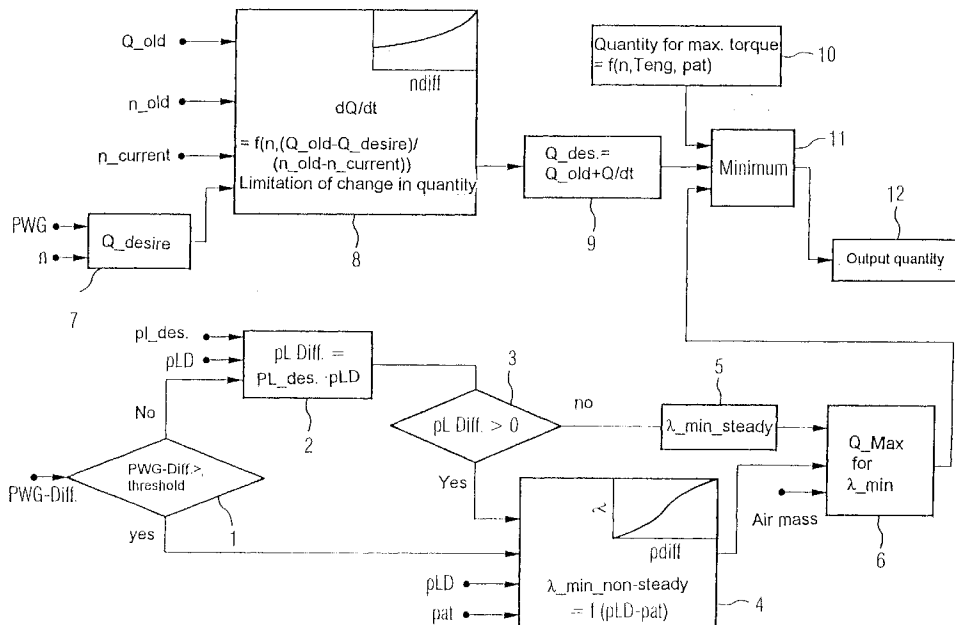 Q_old
n_old
n_current
PWG
n
Q_desire
7
ndiff
dQ/dt
= f(n,(Q_old-Q_desire)/
(n_old-n_current))
Limitation of change in quantity
8
Q_des.=
Q_old+Q/dt
9
Quantity for max. torque
= f(n,Teng, pat)
10
Minimum
11
Output quantity
12
pl_des.
pLD
pL Diff. =
PL_des. -pLD
2
No
PWG-Diff.
PWG-Diff.>,
threshold
1
yes
pL Diff. > 0
3
no
Yes
λ_min_steady
5
λ
pdiff
λ_min_non-steady
= f (pLD-pat)
4
pLD
pat
Q_Max
for
λ_min
6
Air mass